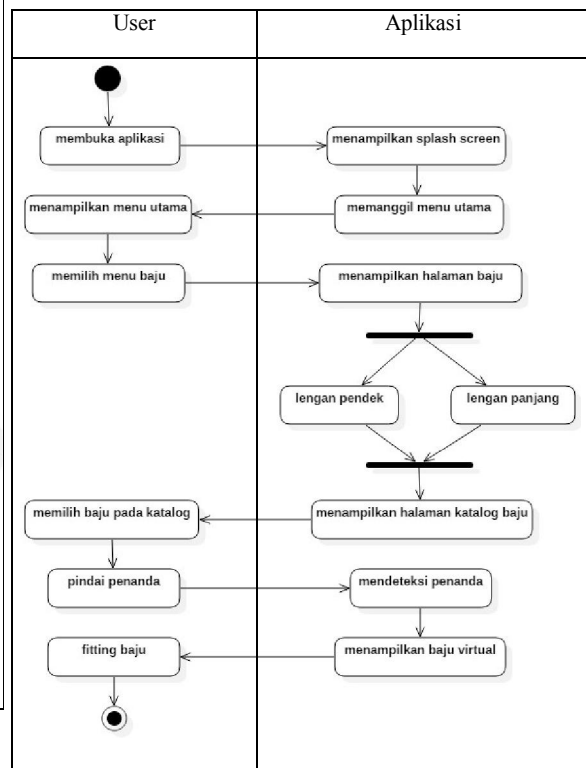 User
Aplikasi
membuka aplikasi
menampilkan splash screen
menampilkan menu utama
memanggil menu utama
memilih menu baju
menampilkan halaman baju
lengan pendek
lengan panjang
memilih baju pada katalog
menampilkan halaman katalog baju
pindai penanda
mendeteksi penanda
fitting baju
menampilkan baju virtual